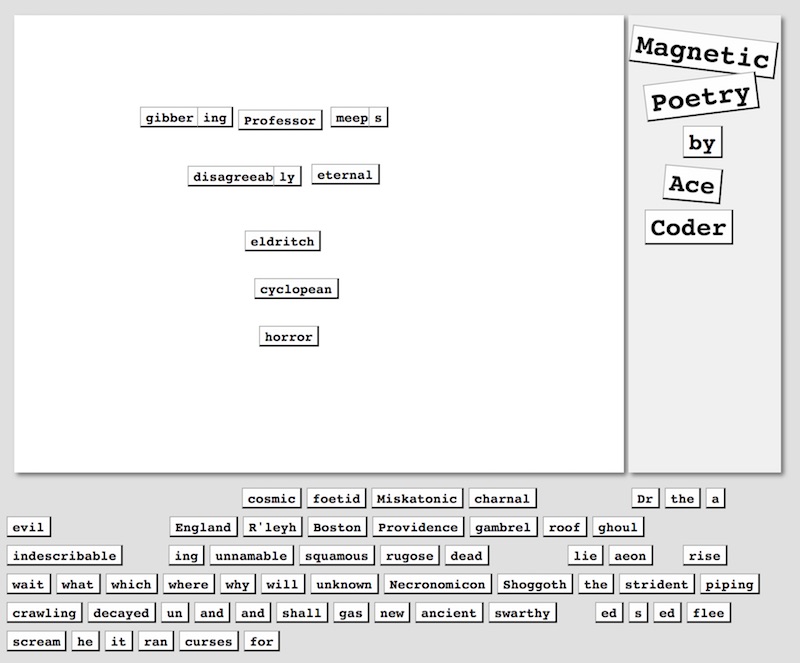 gibber ing Professor meep s
disagreeab ly eternal
eldritch
cyclopean
horror
Magnetic
Poetry
by
Ace
Coder
cosmic foetid Miskatonic charnal Dr the a
evil England R'leyh Boston Providence gambrel roof ghoul
indescribable ing unnamable squamous rugose dead lie aeon rise
wait what which where why will unknown Necronomicon Shoggoth the strident piping
crawling decayed un and and shall gas new ancient swarthy ed s ed flee
scream he it ran curses for